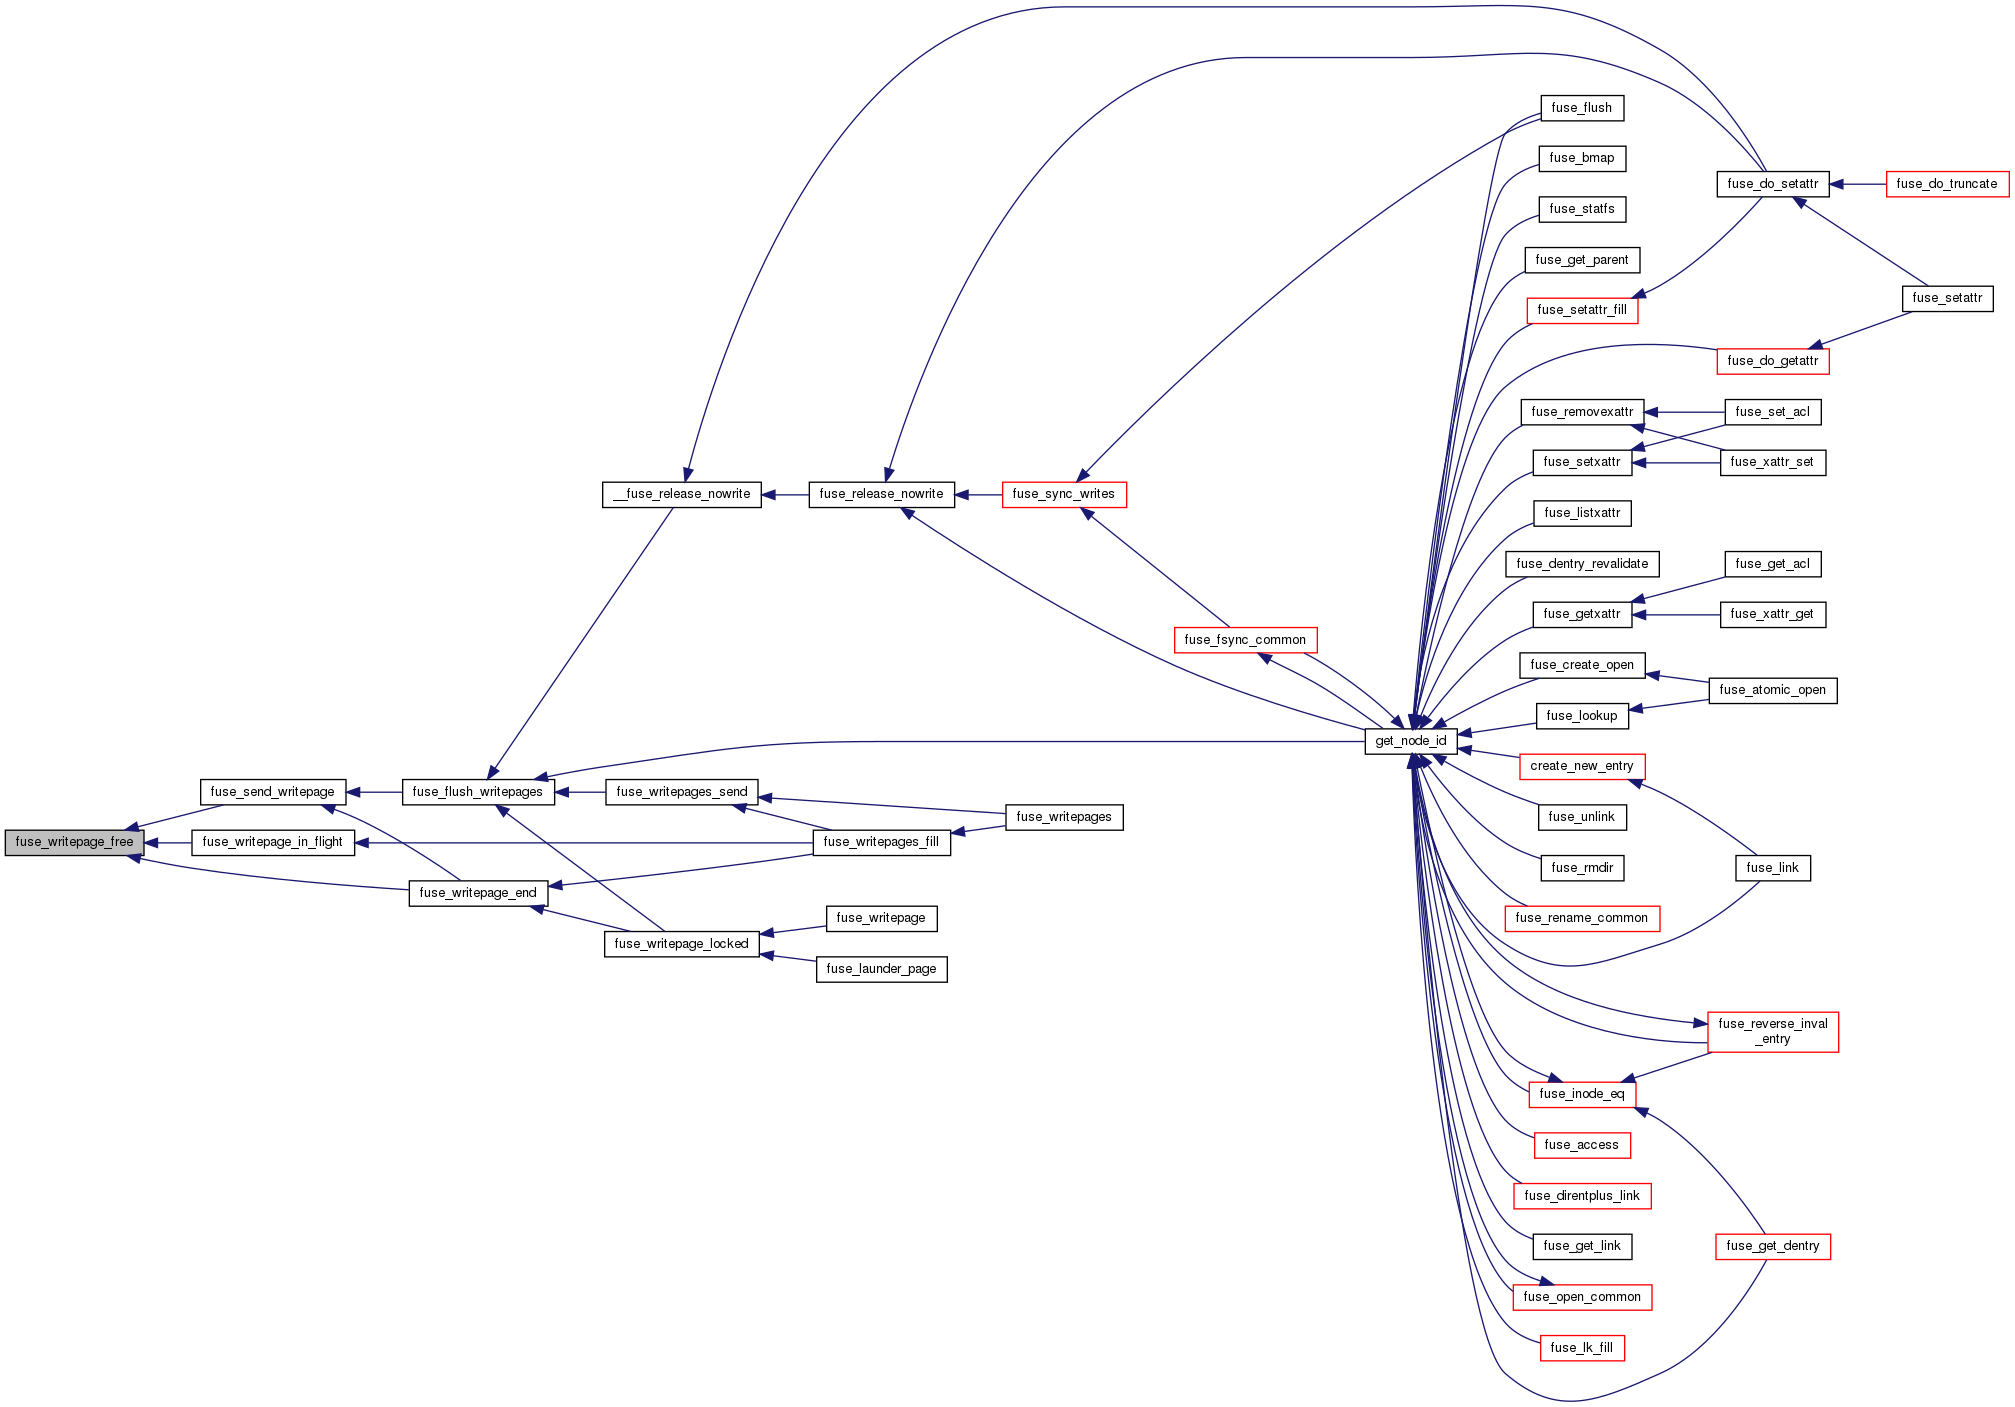 fuse_flush
fuse_bmap
fuse_do_setattr
fuse_do_truncate
fuse_statfs
fuse_get_parent
fuse_setattr_fill
fuse_setattr
fuse_do_getattr
fuse_removexattr
fuse_set_acl
fuse_setxattr
fuse_xattr_set
__fuse_release_nowrite
fuse_release_nowrite
fuse_sync_writes
fuse_listxattr
fuse_dentry_revalidate
fuse_get_acl
fuse_getxattr
fuse_xattr_get
fuse_fsync_common
fuse_create_open
fuse_atomic_open
fuse_lookup
get_node_id
create_new_entry
fuse_send_writepage
fuse_flush_writepages
fuse_writepages_send
fuse_writepages
fuse_unlink
fuse_writepage_free
fuse_writepage_in_flight
fuse_writepages_fill
fuse_rmdir
fuse_link
fuse_writepage_end
fuse_writepage
fuse_rename_common
fuse_writepage_locked
fuse_launder_page
fuse_reverse_inval
_entry
fuse_inode_eq
fuse_access
fuse_direntplus_link
fuse_get_link
fuse_get_dentry
fuse_open_common
fuse_lk_fill